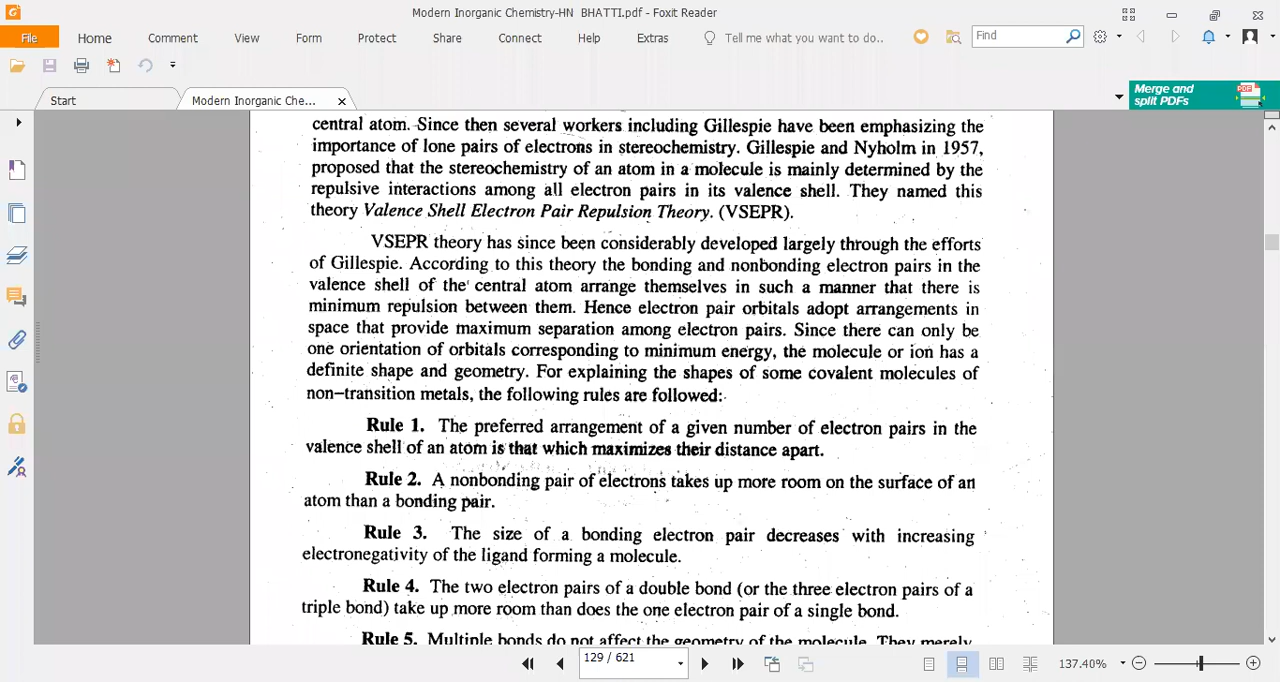 Modern Inorganic Chemistry-HN BHATTI.pdf - Foxit Reader
File Home Comment View Form Protect Share Connect Help Extras Tell me what you want to do.. Find
Start Modern Inorganic Che... Merge and
split PDFs
central atom. Since then several workers including Gillespie have been emphasizing the
importance of lone pairs of electrons in stereochemistry. Gillespie and Nyholm in 1957,
proposed that the stereochemistry of an atom in a molecule is mainly determined by the
repulsive interactions among all electron pairs in its valence shell. They named this
theory Valence Shell Electron Pair Repulsion Theory. (VSEPR).
VSEPR theory has since been considerably developed largely through the efforts
of Gillespie. According to this theory the bonding and nonbonding electron pairs in the
valence shell of the central atom arrange themselves in such a manner that there is
minimum repulsion between them. Hence electron pair orbitals adopt arrangements in
space that provide maximum separation among electron pairs. Since there can only be
one orientation of orbitals corresponding to minimum energy, the molecule or ion has a
definite shape and geometry. For explaining the shapes of some covalent molecules of
non-transition metals, the following rules are followed:
Rule 1. The preferred arrangement of a given number of electron pairs in the
valence shell of an atom is that which maximizes their distance apart.
Rule 2. A nonbonding pair of electrons takes up more room on the surface of an
atom than a bonding pair.
Rule 3. The size of a bonding electron pair decreases with increasing
electronegativity of the ligand forming a molecule.
Rule 4. The two electron pairs of a double bond (or the three electron pairs of a
triple bond) take up more room than does the one electron pair of a single bond.
Rule 5. Multiple bonds do not affect the geometry of the molecule. They merely
129 / 621 137.40%